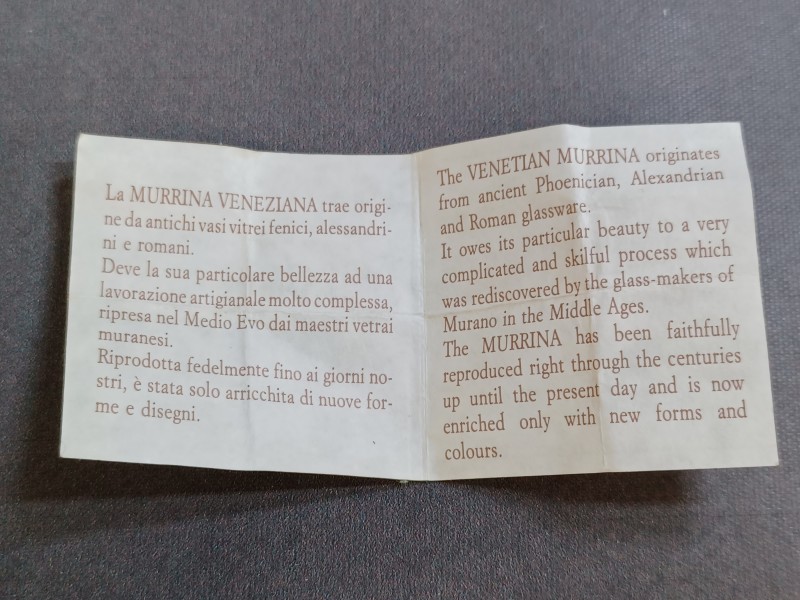 La MURRINA VENEZIANA trae origi-
ne da antichi vasi vitrei fenici, alessandri-
ni e romani.
Deve la sua particolare bellezza ad una
lavorazione artigianale molto complessa,
ripresa nel Medio Evo dai maestri vetrai
muranesi.
Riprodotta fedelmente fino ai giorni no-
stri, è stata solo arricchita di nuove for-
me e disegni.
The VENETIAN MURRINA originates
from ancient Phoenician, Alexandrian
and Roman glassware.
It owes its particular beauty to a very
complicated and skilful process which
was rediscovered by the glass-makers of
Murano in the Middle Ages.
The MURRINA has been faithfully
reproduced right through the centuries
up until the present day and is now
enriched only with new forms and
colours.